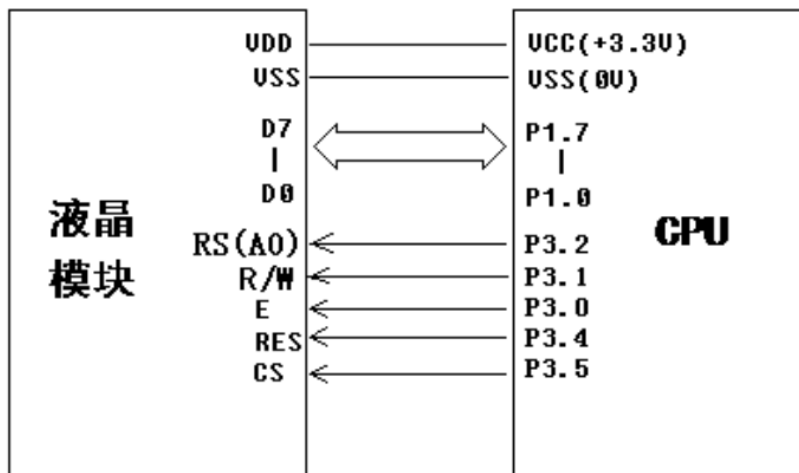 VDD VCC(+3.3V)
VSS VSS(0V)
D7 P1.7
D0 P1.0
液晶
模块
CPU
RS(A0) P3.2
R/W P3.1
E P3.0
RES P3.4
CS P3.5